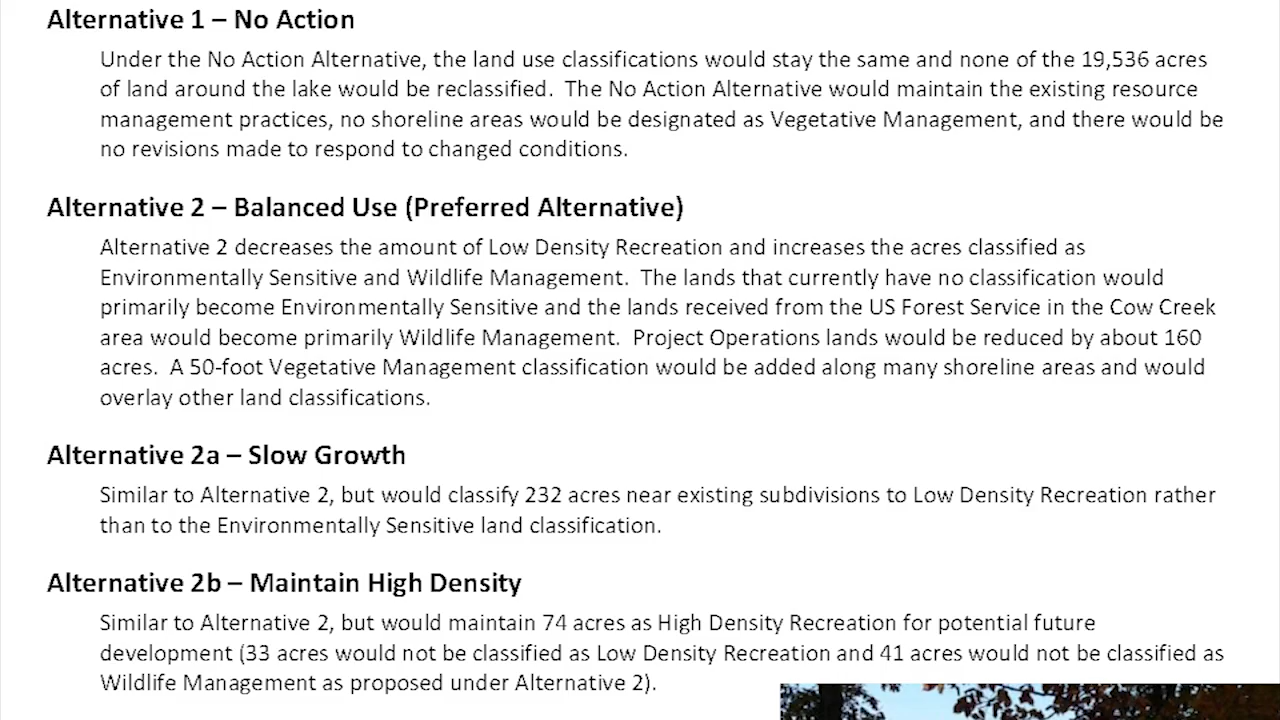 Alternative 1 – No Action
Under the No Action Alternative, the land use classifications would stay the same and none of the 19,536 acres
of land around the lake would be reclassified.  The No Action Alternative would maintain the existing resource
management practices, no shoreline areas would be designated as Vegetative Management, and there would be
no revisions made to respond to changed conditions.
Alternative 2 – Balanced Use (Preferred Alternative)
Alternative 2 decreases the amount of Low Density Recreation and increases the acres classified as
Environmentally Sensitive and Wildlife Management.  The lands that currently have no classification would
primarily become Environmentally Sensitive and the lands received from the US Forest Service in the Cow Creek
area would become primarily Wildlife Management.  Project Operations lands would be reduced by about 160
acres.  A 50-foot Vegetative Management classification would be added along many shoreline areas and would
overlay other land classifications.
Alternative 2a – Slow Growth
Similar to Alternative 2, but would classify 232 acres near existing subdivisions to Low Density Recreation rather
than to the Environmentally Sensitive land classification.
Alternative 2b – Maintain High Density
Similar to Alternative 2, but would maintain 74 acres as High Density Recreation for potential future
development (33 acres would not be classified as Low Density Recreation and 41 acres would not be classified as
Wildlife Management as proposed under Alternative 2).